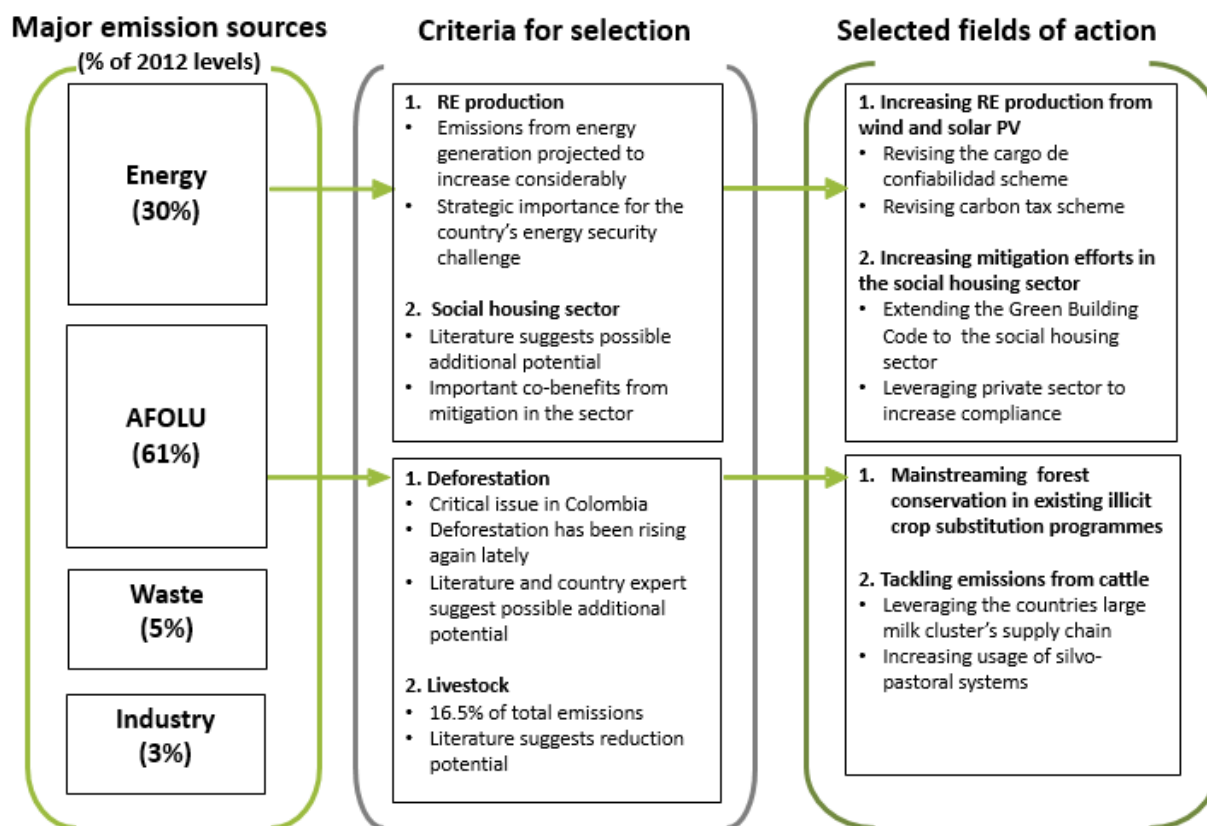 Major emission sources
(% of 2012 levels)
Energy
(30%)
AFOLU
(61%)
Waste
(5%)
Industry
(3%)
Criteria for selection
1. RE production
• Emissions from energy
generation projected to
increase considerably
• Strategic importance for the
country's energy security
challenge
2. Social housing sector
• Literature suggests possible
additional potential
• Important co-benefits from
mitigation in the sector
1. Deforestation
• Critical issue in Colombia
• Deforestation has been rising
again lately
• Literature and country expert
suggest possible additional
potential
2. Livestock
• 16.5% of total emissions
• Literature suggests reduction
potential
Selected fields of action
1. Increasing RE production from
wind and solar PV
• Revising the cargo de
confiabilidad scheme
• Revising carbon tax scheme
2. Increasing mitigation efforts in
the social housing sector
• Extending the Green Building
Code to the social housing
sector
• Leveraging private sector to
increase compliance
1. Mainstreaming forest
conservation in existing illicit
crop substitution programmes
2. Tackling emissions from cattle
• Leveraging the countries large
milk cluster's supply chain
• Increasing usage of silvo-
pastoral systems